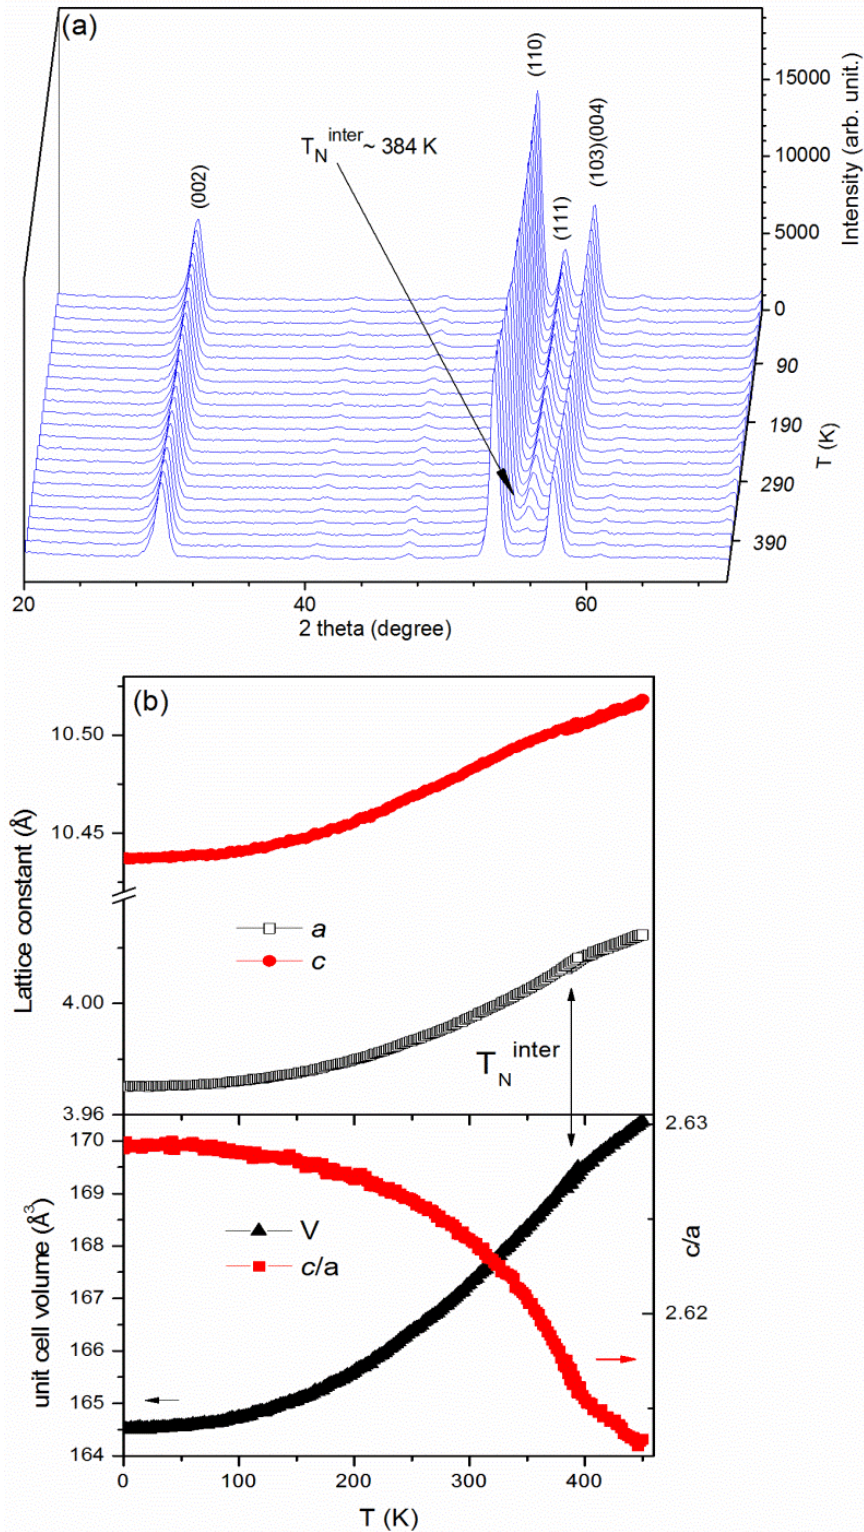 (a)
(002)
T_N^inter ~ 384 K
(110)
(111)
(103)(004)
15000
10000
5000
0
Intensity (arb. unit.)
90
190
290
390
T (K)
20
40
60
2 theta (degree)
(b)
10.50
10.45
4.00
3.96
Lattice constant (Å)
a
c
T_N^inter
170
169
168
167
166
165
164
unit cell volume (Å³)
V
c/a
2.63
2.62
c/a
0
100
200
300
400
T (K)